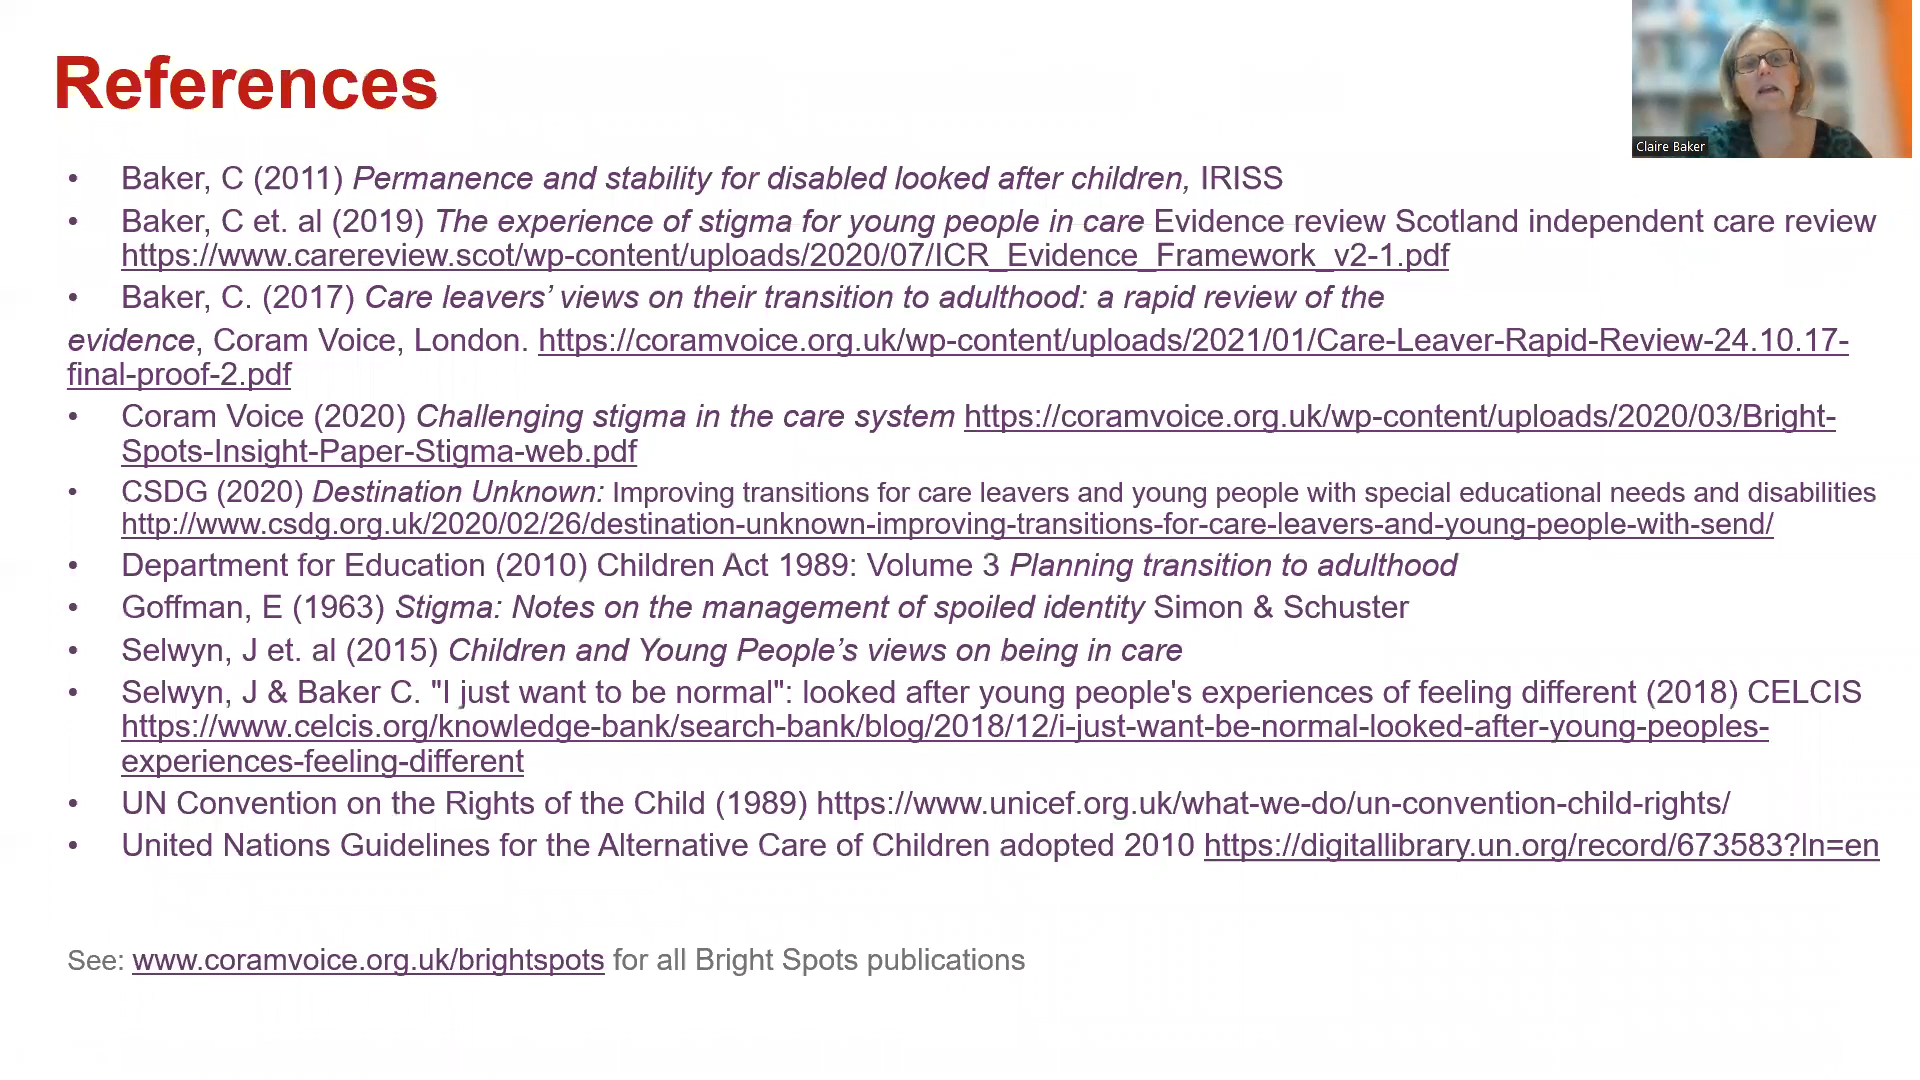 References
Claire Baker
• Baker, C (2011) Permanence and stability for disabled looked after children, IRISS
• Baker, C et. al (2019) The experience of stigma for young people in care Evidence review Scotland independent care review
https://www.carereview.scot/wp-content/uploads/2020/07/ICR_Evidence_Framework_v2-1.pdf
• Baker, C. (2017) Care leavers’ views on their transition to adulthood: a rapid review of the
evidence, Coram Voice, London. https://coramvoice.org.uk/wp-content/uploads/2021/01/Care-Leaver-Rapid-Review-24.10.17-
final-proof-2.pdf
• Coram Voice (2020) Challenging stigma in the care system https://coramvoice.org.uk/wp-content/uploads/2020/03/Bright-
Spots-Insight-Paper-Stigma-web.pdf
• CSDG (2020) Destination Unknown: Improving transitions for care leavers and young people with special educational needs and disabilities
http://www.csdg.org.uk/2020/02/26/destination-unknown-improving-transitions-for-care-leavers-and-young-people-with-send/
• Department for Education (2010) Children Act 1989: Volume 3 Planning transition to adulthood
• Goffman, E (1963) Stigma: Notes on the management of spoiled identity Simon & Schuster
• Selwyn, J et. al (2015) Children and Young People’s views on being in care
• Selwyn, J & Baker C. "I just want to be normal": looked after young people's experiences of feeling different (2018) CELCIS
https://www.celcis.org/knowledge-bank/search-bank/blog/2018/12/i-just-want-be-normal-looked-after-young-peoples-
experiences-feeling-different
• UN Convention on the Rights of the Child (1989) https://www.unicef.org.uk/what-we-do/un-convention-child-rights/
• United Nations Guidelines for the Alternative Care of Children adopted 2010 https://digitallibrary.un.org/record/673583?ln=en
See: www.coramvoice.org.uk/brightspots for all Bright Spots publications